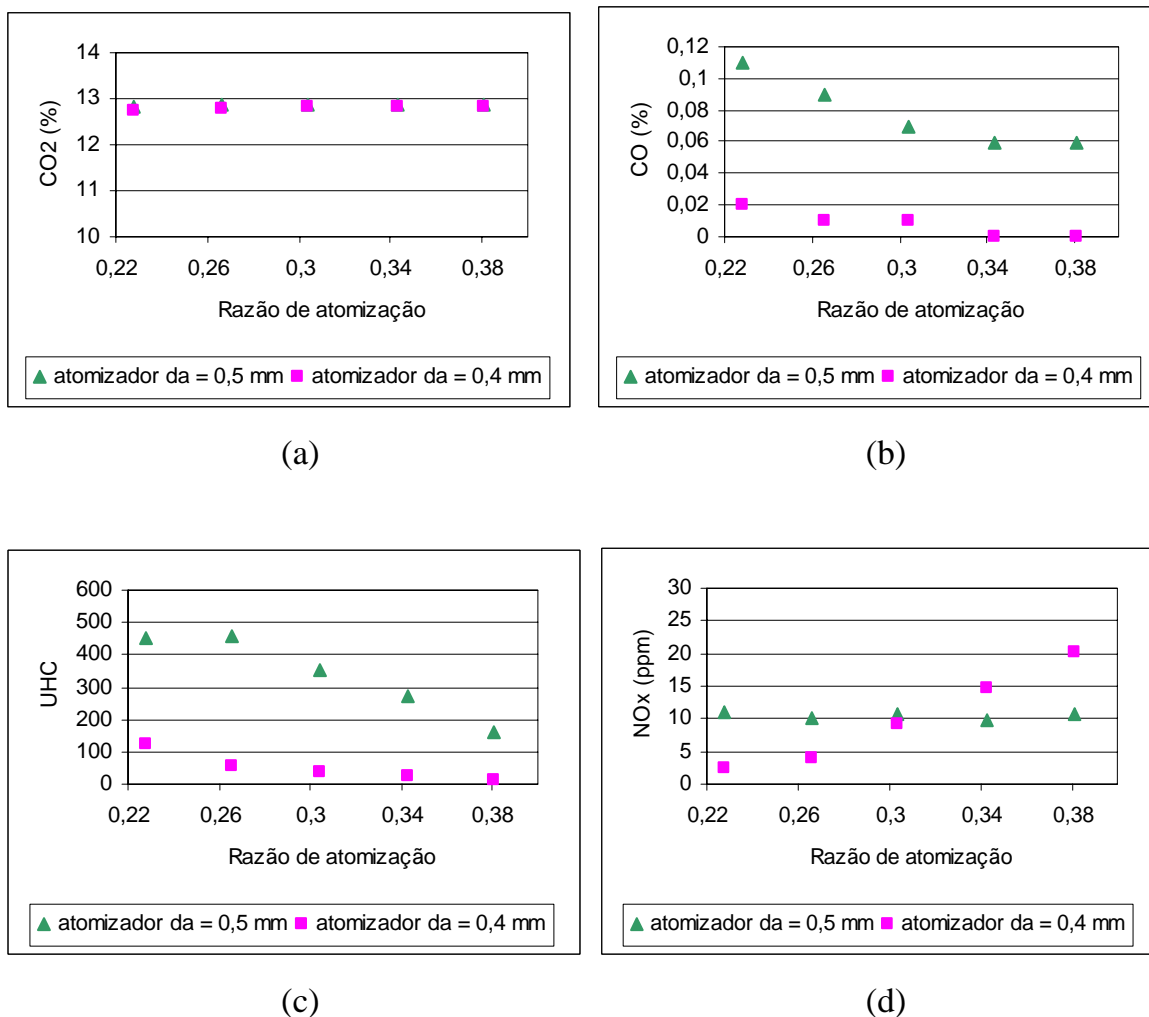 14
13
12
11
10
CO2 (%)
0,22 0,26 0,3 0,34 0,38
Razão de atomização
atomizador da = 0,5 mm atomizador da = 0,4 mm
(a)
0,12
0,1
0,08
0,06
0,04
0,02
0
CO (%)
0,22 0,26 0,3 0,34 0,38
Razão de atomização
atomizador da = 0,5 mm atomizador da = 0,4 mm
(b)
600
500
400
300
200
100
0
UHC
0,22 0,26 0,3 0,34 0,38
Razão de atomização
atomizador da = 0,5 mm atomizador da = 0,4 mm
(c)
30
25
20
15
10
5
0
NOx (ppm)
0,22 0,26 0,3 0,34 0,38
Razão de atomização
atomizador da = 0,5 mm atomizador da = 0,4 mm
(d)